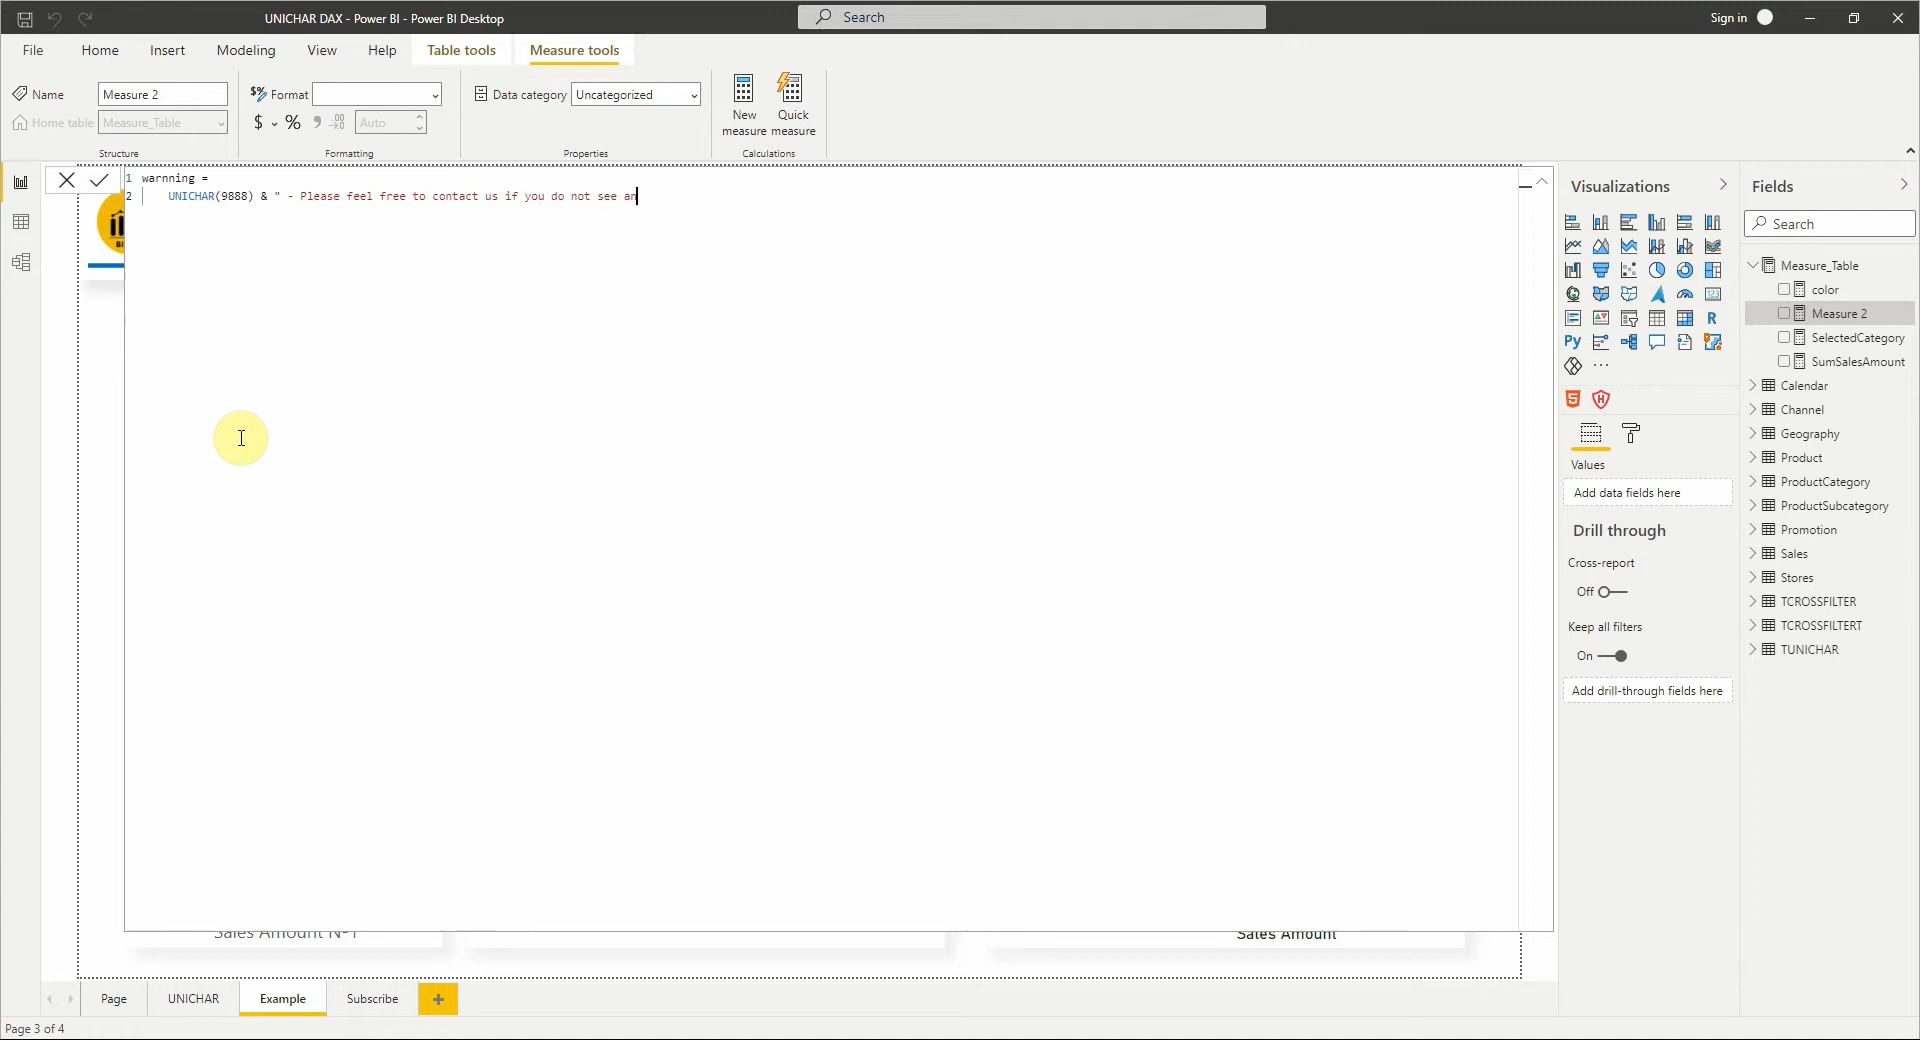 UNICHAR DAX - Power BI - Power BI Desktop
Search
Sign in
File Home Insert Modeling View Help Table tools Measure tools
Name Measure 2
Home table Measure_Table
Structure
$% Format
$ % Auto
Formatting
Data category Uncategorized
Properties
New measure
Quick measure
Calculations
1 warnning =
2 UNICHAR(9888) & " - Please feel free to contact us if you do not see an
BI
Sales Amount N-1
Sales Amount
Visualizations
R
Py
Values
Add data fields here
Drill through
Cross-report
Off
Keep all filters
On
Add drill-through fields here
Fields
Search
Measure_Table
color
Measure 2
SelectedCategory
SumSalesAmount
Calendar
Channel
Geography
Product
ProductCategory
ProductSubcategory
Promotion
Sales
Stores
TCROSSFILTER
TCROSSFILTERT
TUNICHAR
Page UNICHAR Example Subscribe +
Page 3 of 4